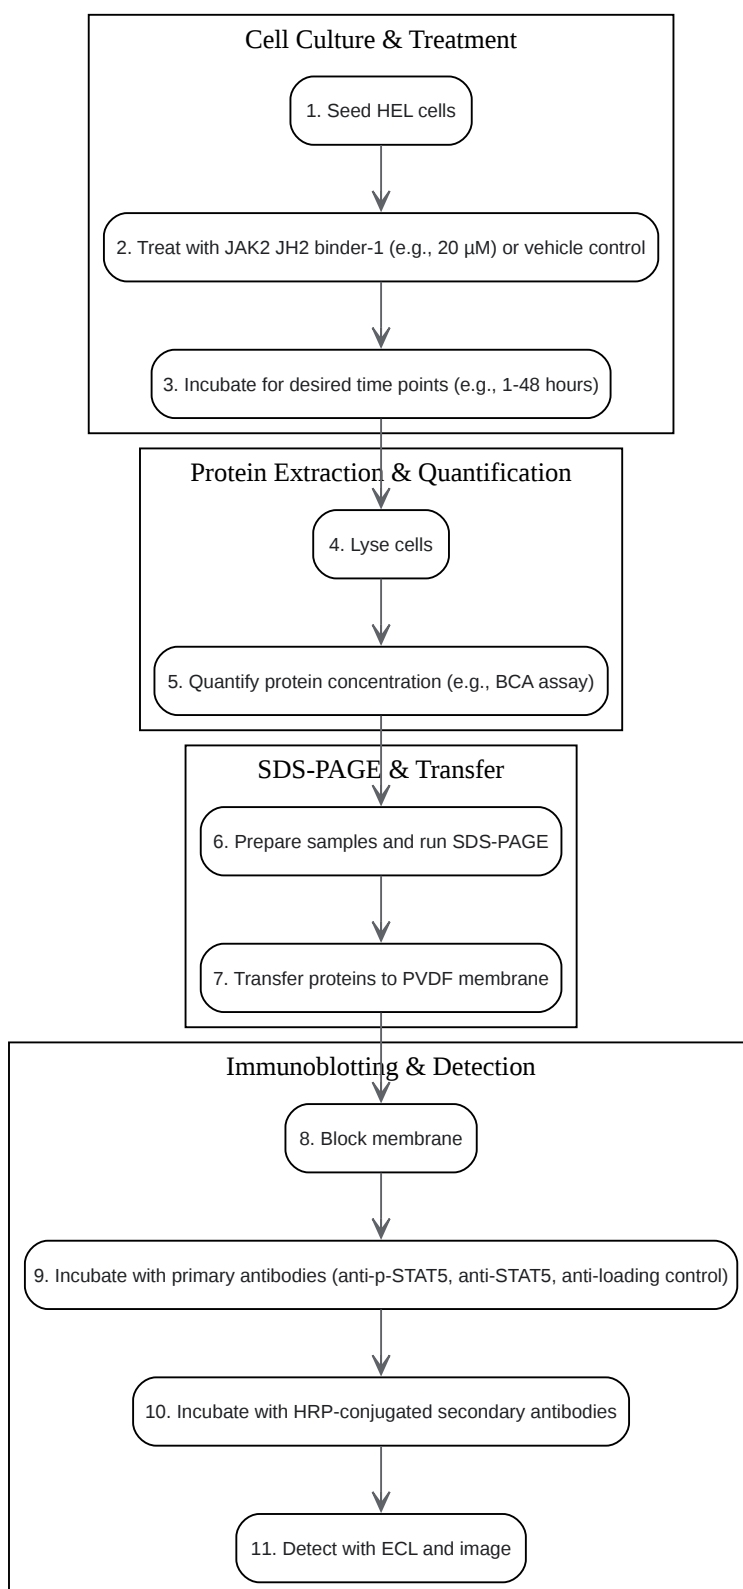 Cell Culture & Treatment
1. Seed HEL cells
2. Treat with JAK2 JH2 binder-1 (e.g., 20 µM) or vehicle control
3. Incubate for desired time points (e.g., 1-48 hours)
Protein Extraction & Quantification
4. Lyse cells
5. Quantify protein concentration (e.g., BCA assay)
SDS-PAGE & Transfer
6. Prepare samples and run SDS-PAGE
7. Transfer proteins to PVDF membrane
Immunoblotting & Detection
8. Block membrane
9. Incubate with primary antibodies (anti-p-STAT5, anti-STAT5, anti-loading control)
10. Incubate with HRP-conjugated secondary antibodies
11. Detect with ECL and image